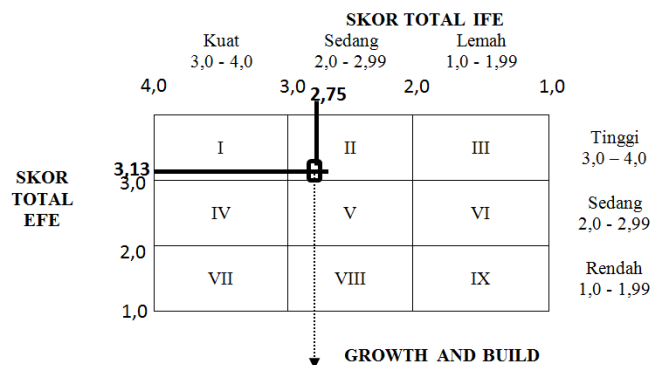 SKOR TOTAL IFE
Kuat
3,0 - 4,0
Sedang
2,0 - 2,99
Lemah
1,0 - 1,99
4,0
3,0
2,75
2,0
1,0
I
II
III
Tinggi
3,0 – 4,0
3,13
3,0
SKOR
TOTAL
EFE
IV
V
VI
Sedang
2,0 - 2,99
2,0
VII
VIII
IX
Rendah
1,0 - 1,99
1,0
GROWTH AND BUILD